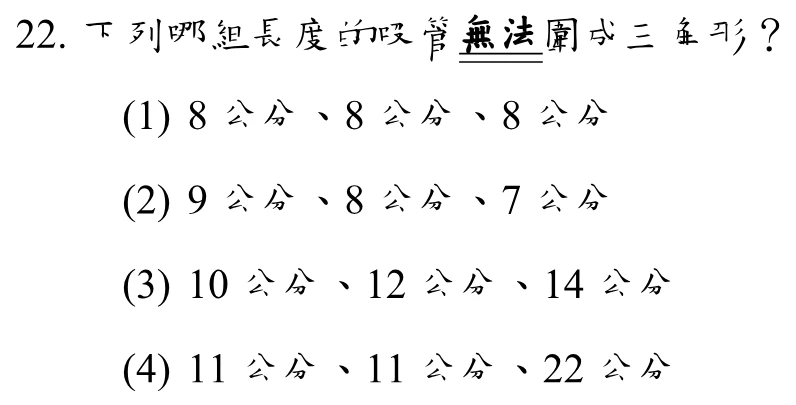 22. 下列哪組長度的吸管無法圍成三角形？
(1) 8 公分、8 公分、8 公分
(2) 9 公分、8 公分、7 公分
(3) 10 公分、12 公分、14 公分
(4) 11 公分、11 公分、22 公分